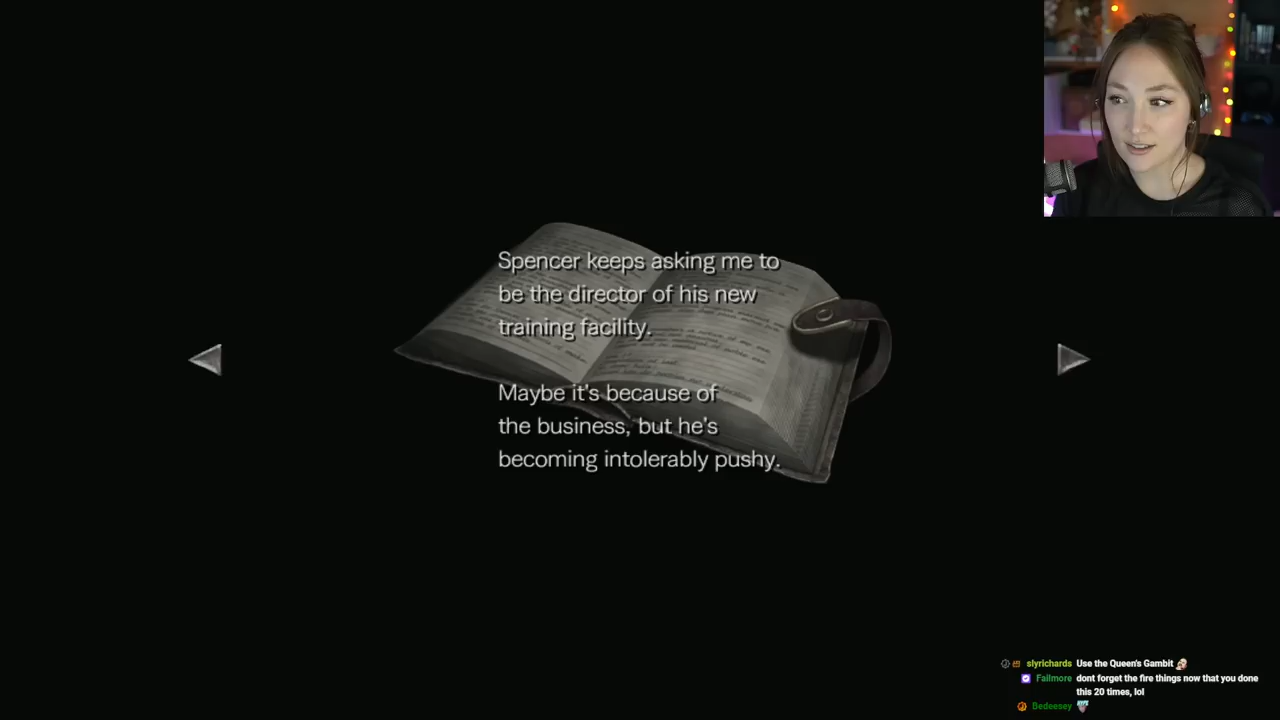 Spencer keeps asking me to
be the director of his new
training facility.
Maybe it's because of
the business, but he's
becoming intolerably pushy.
slyrichards Use the Queen's Gambit
Failmore dont forget the fire things now that you done
this 20 times, lol
Bedeesey